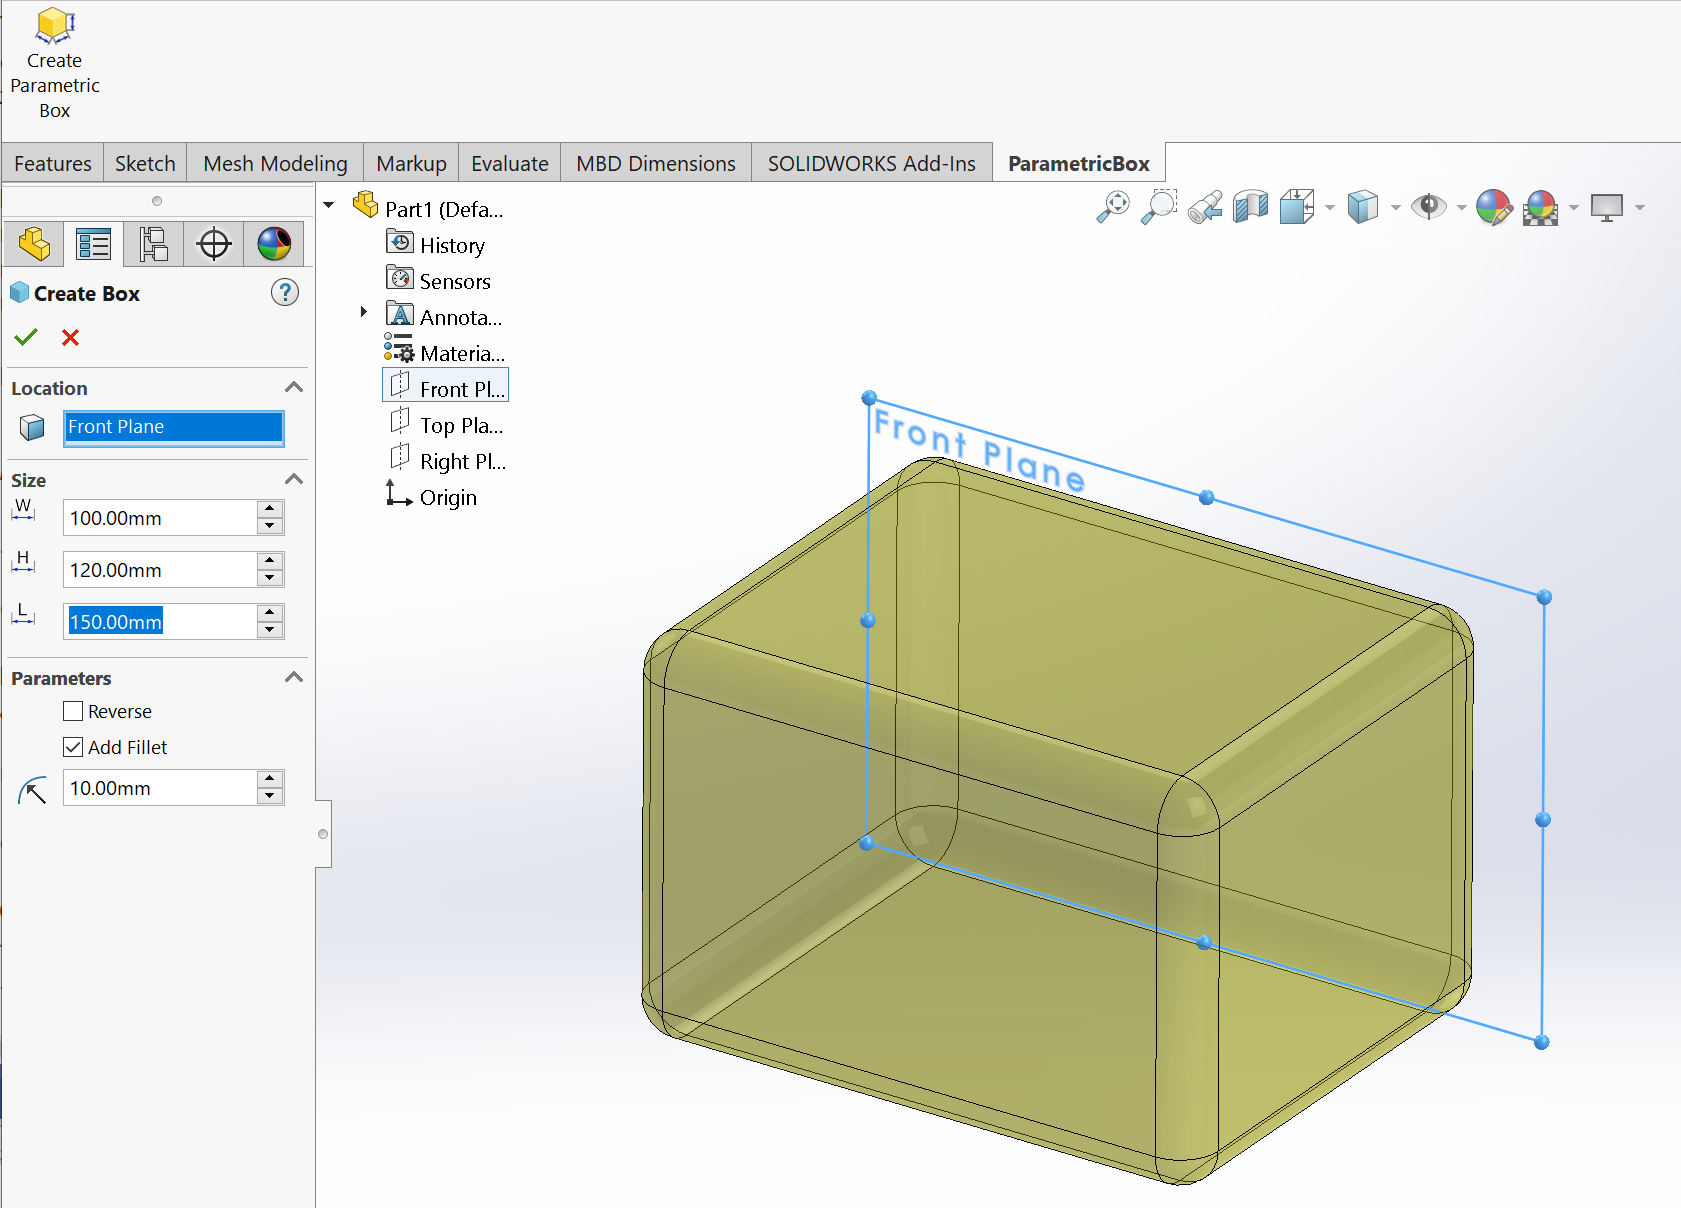 Create
Parametric
Box
Features Sketch Mesh Modeling Markup Evaluate MBD Dimensions SOLIDWORKS Add-Ins ParametricBox
Create Box ?
Location
Front Plane
Size
W 100.00mm
H 120.00mm
L 150.00mm
Parameters
Reverse
Add Fillet
10.00mm
Part1 (Defa...
History
Sensors
A Annota...
Materia...
Front Pl...
Top Pla...
Right Pl...
Origin
Front Plane